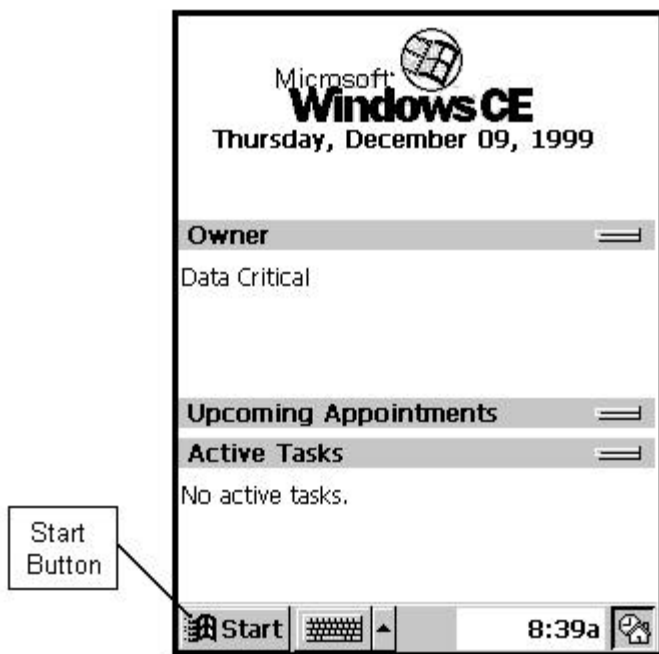 Microsoft
Windows CE
Thursday, December 09, 1999
Owner
Data Critical
Upcoming Appointments
Active Tasks
No active tasks.
Start
Button
Start
8:39a